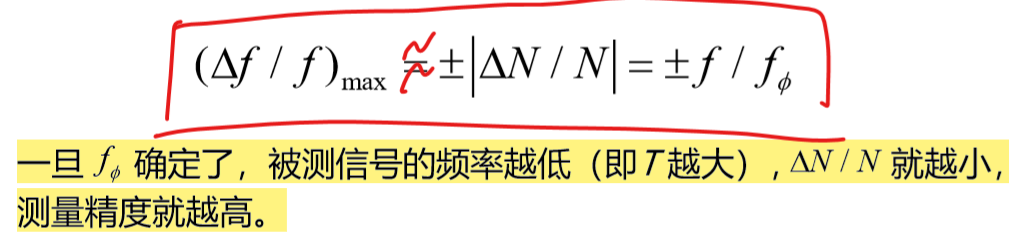 (Δf / f)max ≈ ±|ΔN / N| = ±f / fϕ
一旦 fϕ 确定了，被测信号的频率越低（即T越大）, ΔN / N 就越小，
测量精度就越高。